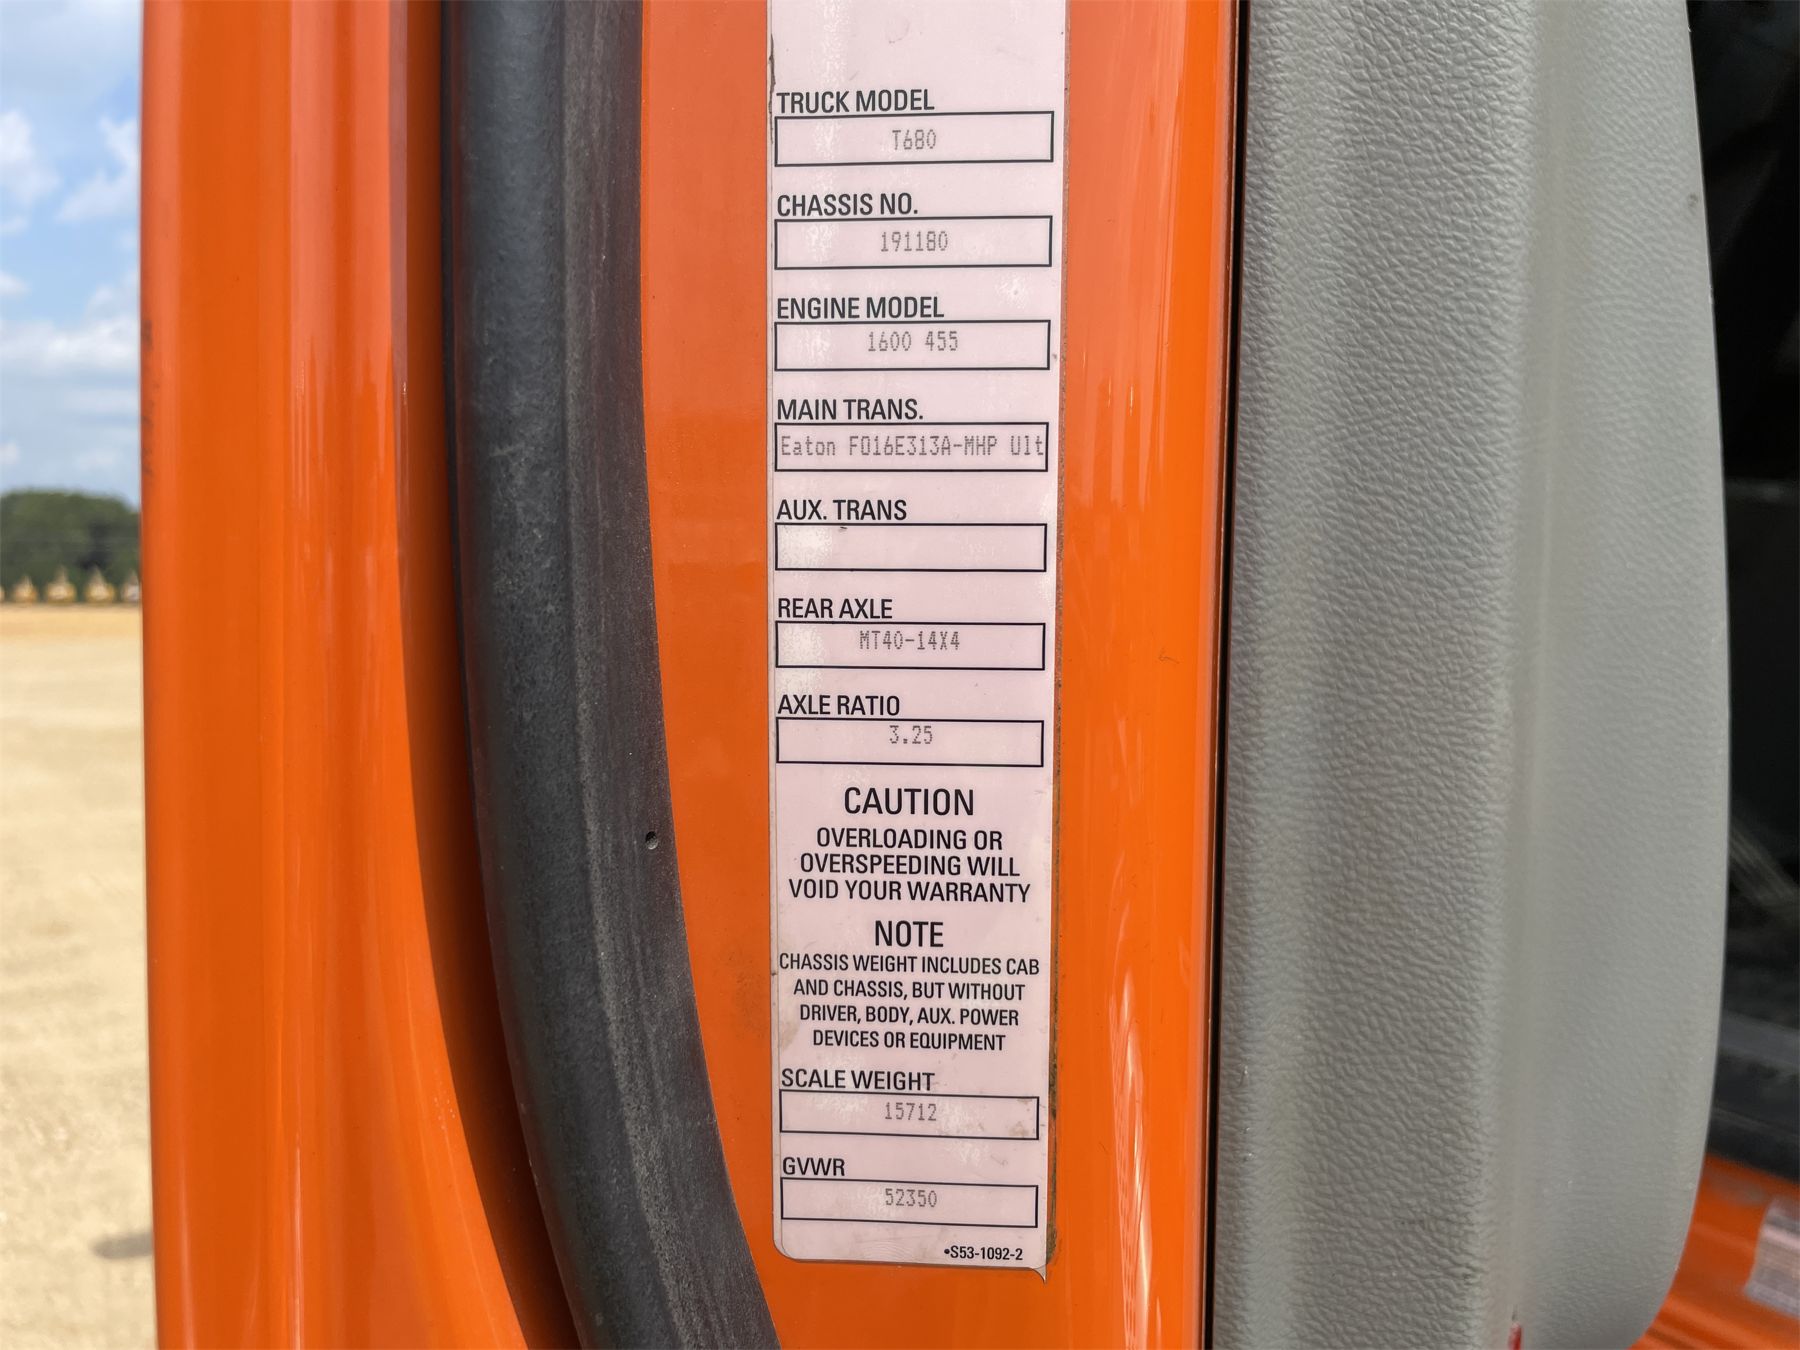 TRUCK MODEL
T680
CHASSIS NO.
191180
ENGINE MODEL
1600 455
MAIN TRANS.
Eaton FO16E313A-MHP Ult
AUX. TRANS
REAR AXLE
MT40-14X4
AXLE RATIO
3.25
CAUTION
OVERLOADING OR
OVERSPEEDING WILL
VOID YOUR WARRANTY
NOTE
CHASSIS WEIGHT INCLUDES CAB
AND CHASSIS, BUT WITHOUT
DRIVER, BODY, AUX. POWER
DEVICES OR EQUIPMENT
SCALE WEIGHT
15712
GVWR
52350
•S53-1092-2